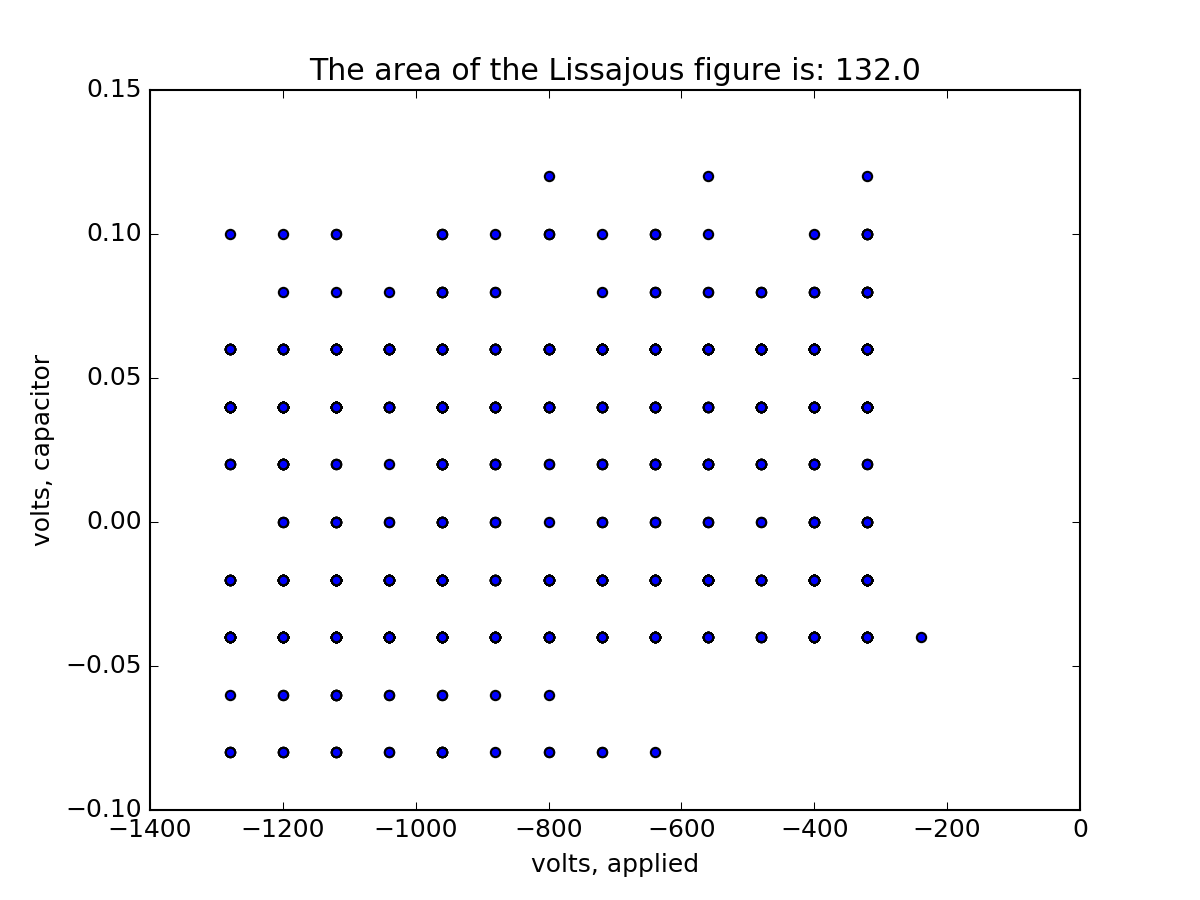 The area of the Lissajous figure is: 132.0
0.15
0.10
0.05
0.00
−0.05
−0.10
−1400 −1200 −1000 −800 −600 −400 −200 0
volts, capacitor
volts, applied